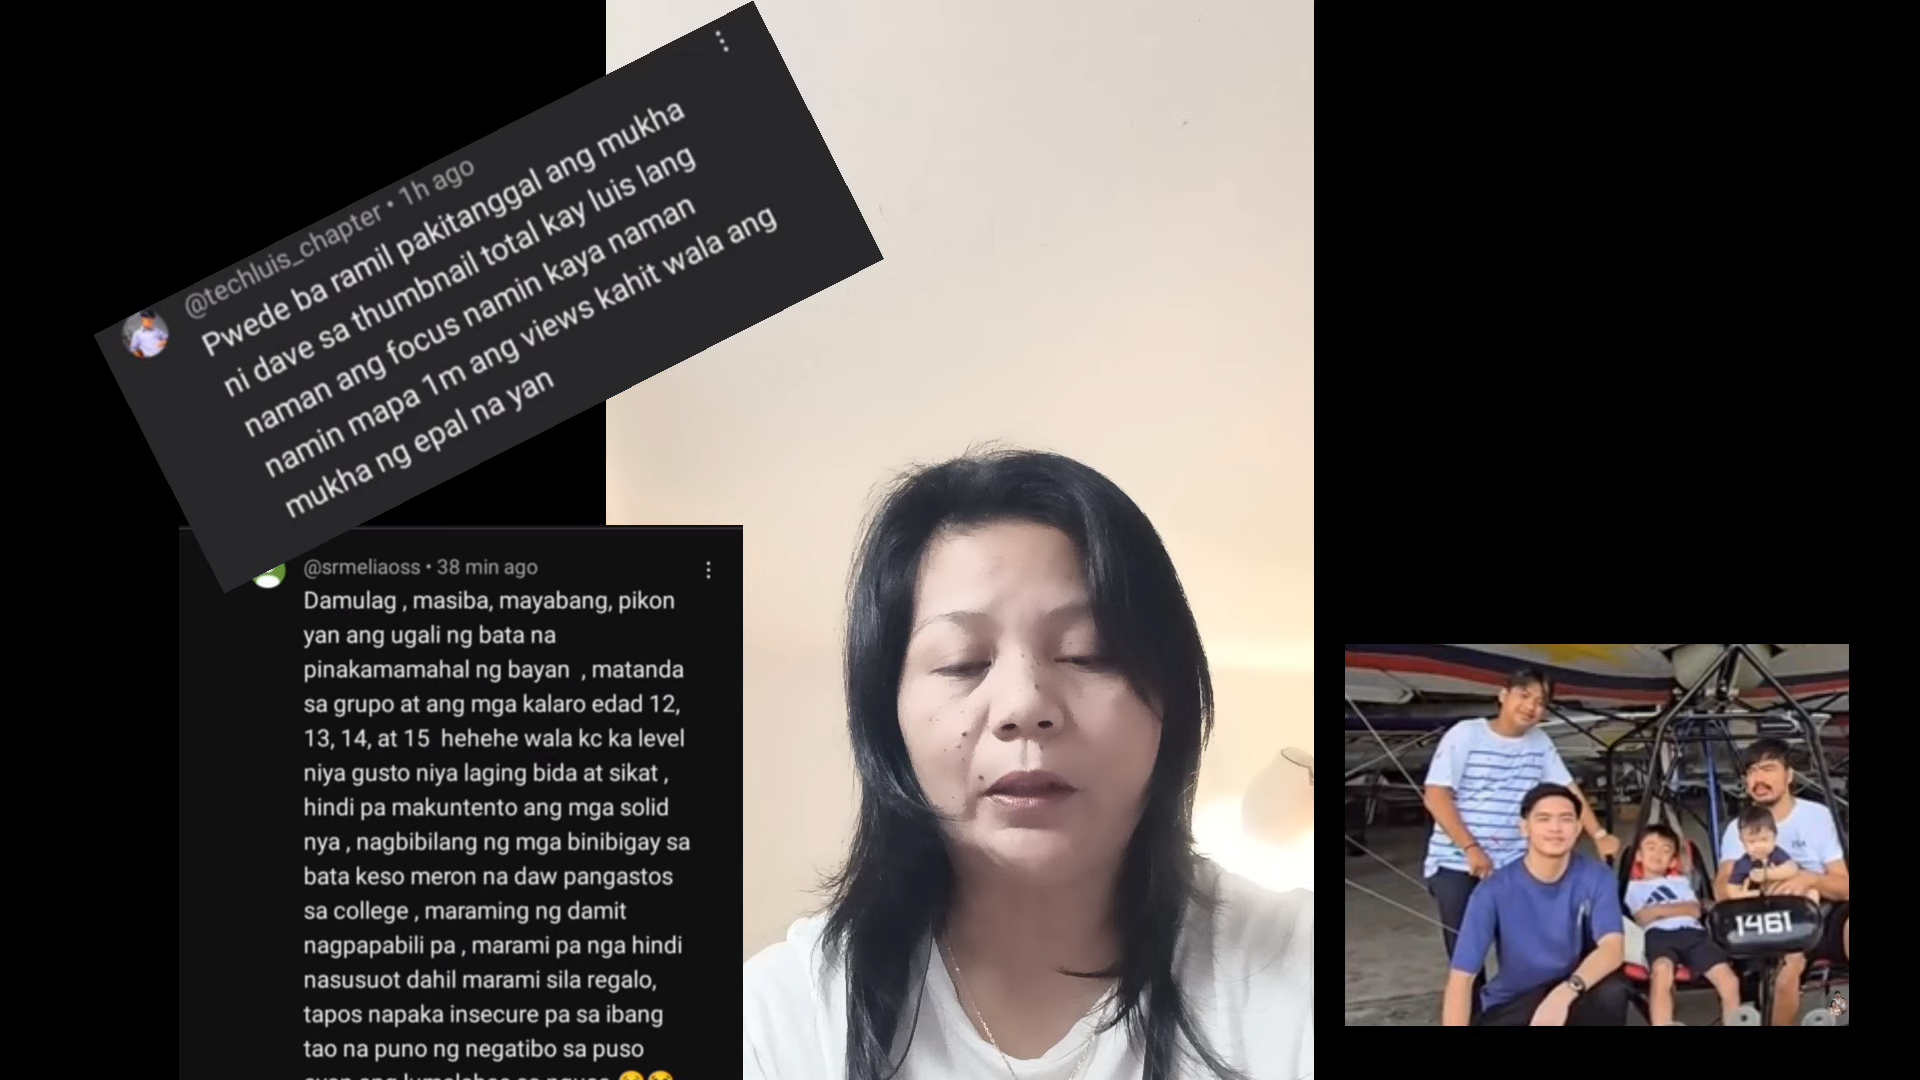 @techluis_chapter • 1h ago
Pwede ba ramil pakitanggal ang mukha
ni dave sa thumbnail total kay luis lang
naman ang focus namin kaya naman
namin mapa 1m ang views kahit wala ang
mukha ng epal na yan
@srmeliaoss • 38 min ago
Damulag , masiba, mayabang, pikon
yan ang ugali ng bata na
pinakamamahal ng bayan , matanda
sa grupo at ang mga kalaro edad 12,
13, 14, at 15 hehehe wala kc ka level
niya gusto niya laging bida at sikat ,
hindi pa makuntento ang mga solid
nya , nagbibilang ng mga binibigay sa
bata keso meron na daw pangastos
sa college , maraming ng damit
nagpapabili pa , marami pa nga hindi
nasusuot dahil marami sila regalo,
tapos napaka insecure pa sa ibang
tao na puno ng negatibo sa puso
1461